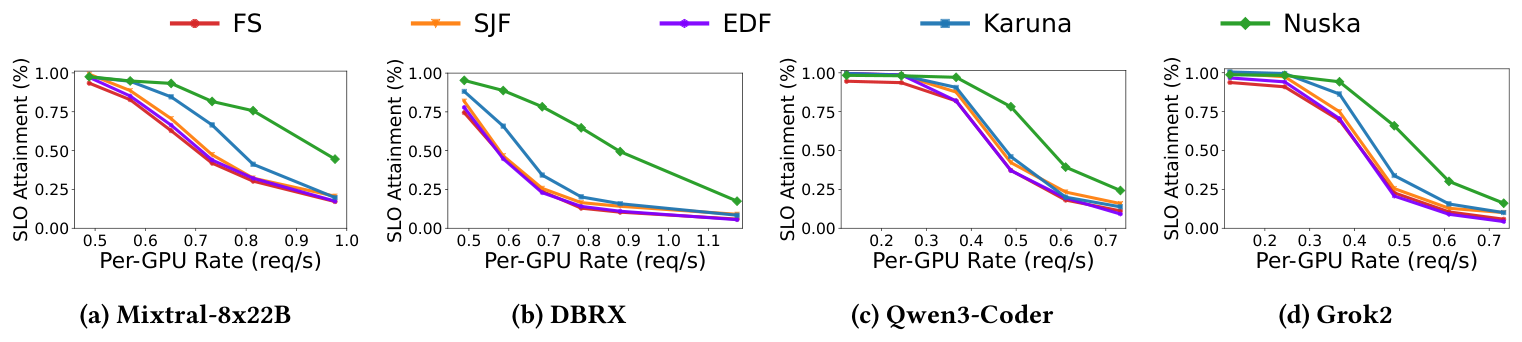 FS SJF EDF Karuna Nuska
SLO Attainment (%)
1.00
0.75
0.50
0.25
0.00
0.5 0.6 0.7 0.8 0.9 1.0
Per-GPU Rate (req/s)
(a) Mixtral-8x22B
SLO Attainment (%)
1.00
0.75
0.50
0.25
0.00
0.5 0.6 0.7 0.8 0.9 1.0 1.1
Per-GPU Rate (req/s)
(b) DBRX
SLO Attainment (%)
1.00
0.75
0.50
0.25
0.00
0.2 0.3 0.4 0.5 0.6 0.7
Per-GPU Rate (req/s)
(c) Qwen3-Coder
SLO Attainment (%)
1.00
0.75
0.50
0.25
0.00
0.2 0.3 0.4 0.5 0.6 0.7
Per-GPU Rate (req/s)
(d) Grok2